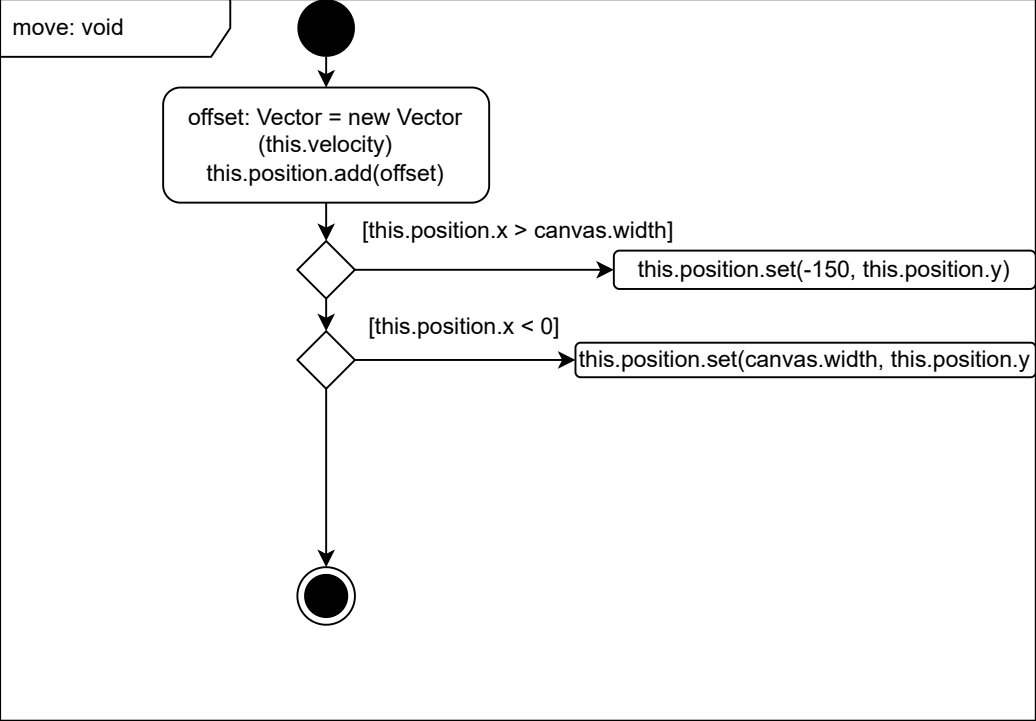 move: void
offset: Vector = new Vector
(this.velocity)
this.position.add(offset)
[this.position.x > canvas.width]
this.position.set(-150, this.position.y)
[this.position.x < 0]
this.position.set(canvas.width, this.position.y